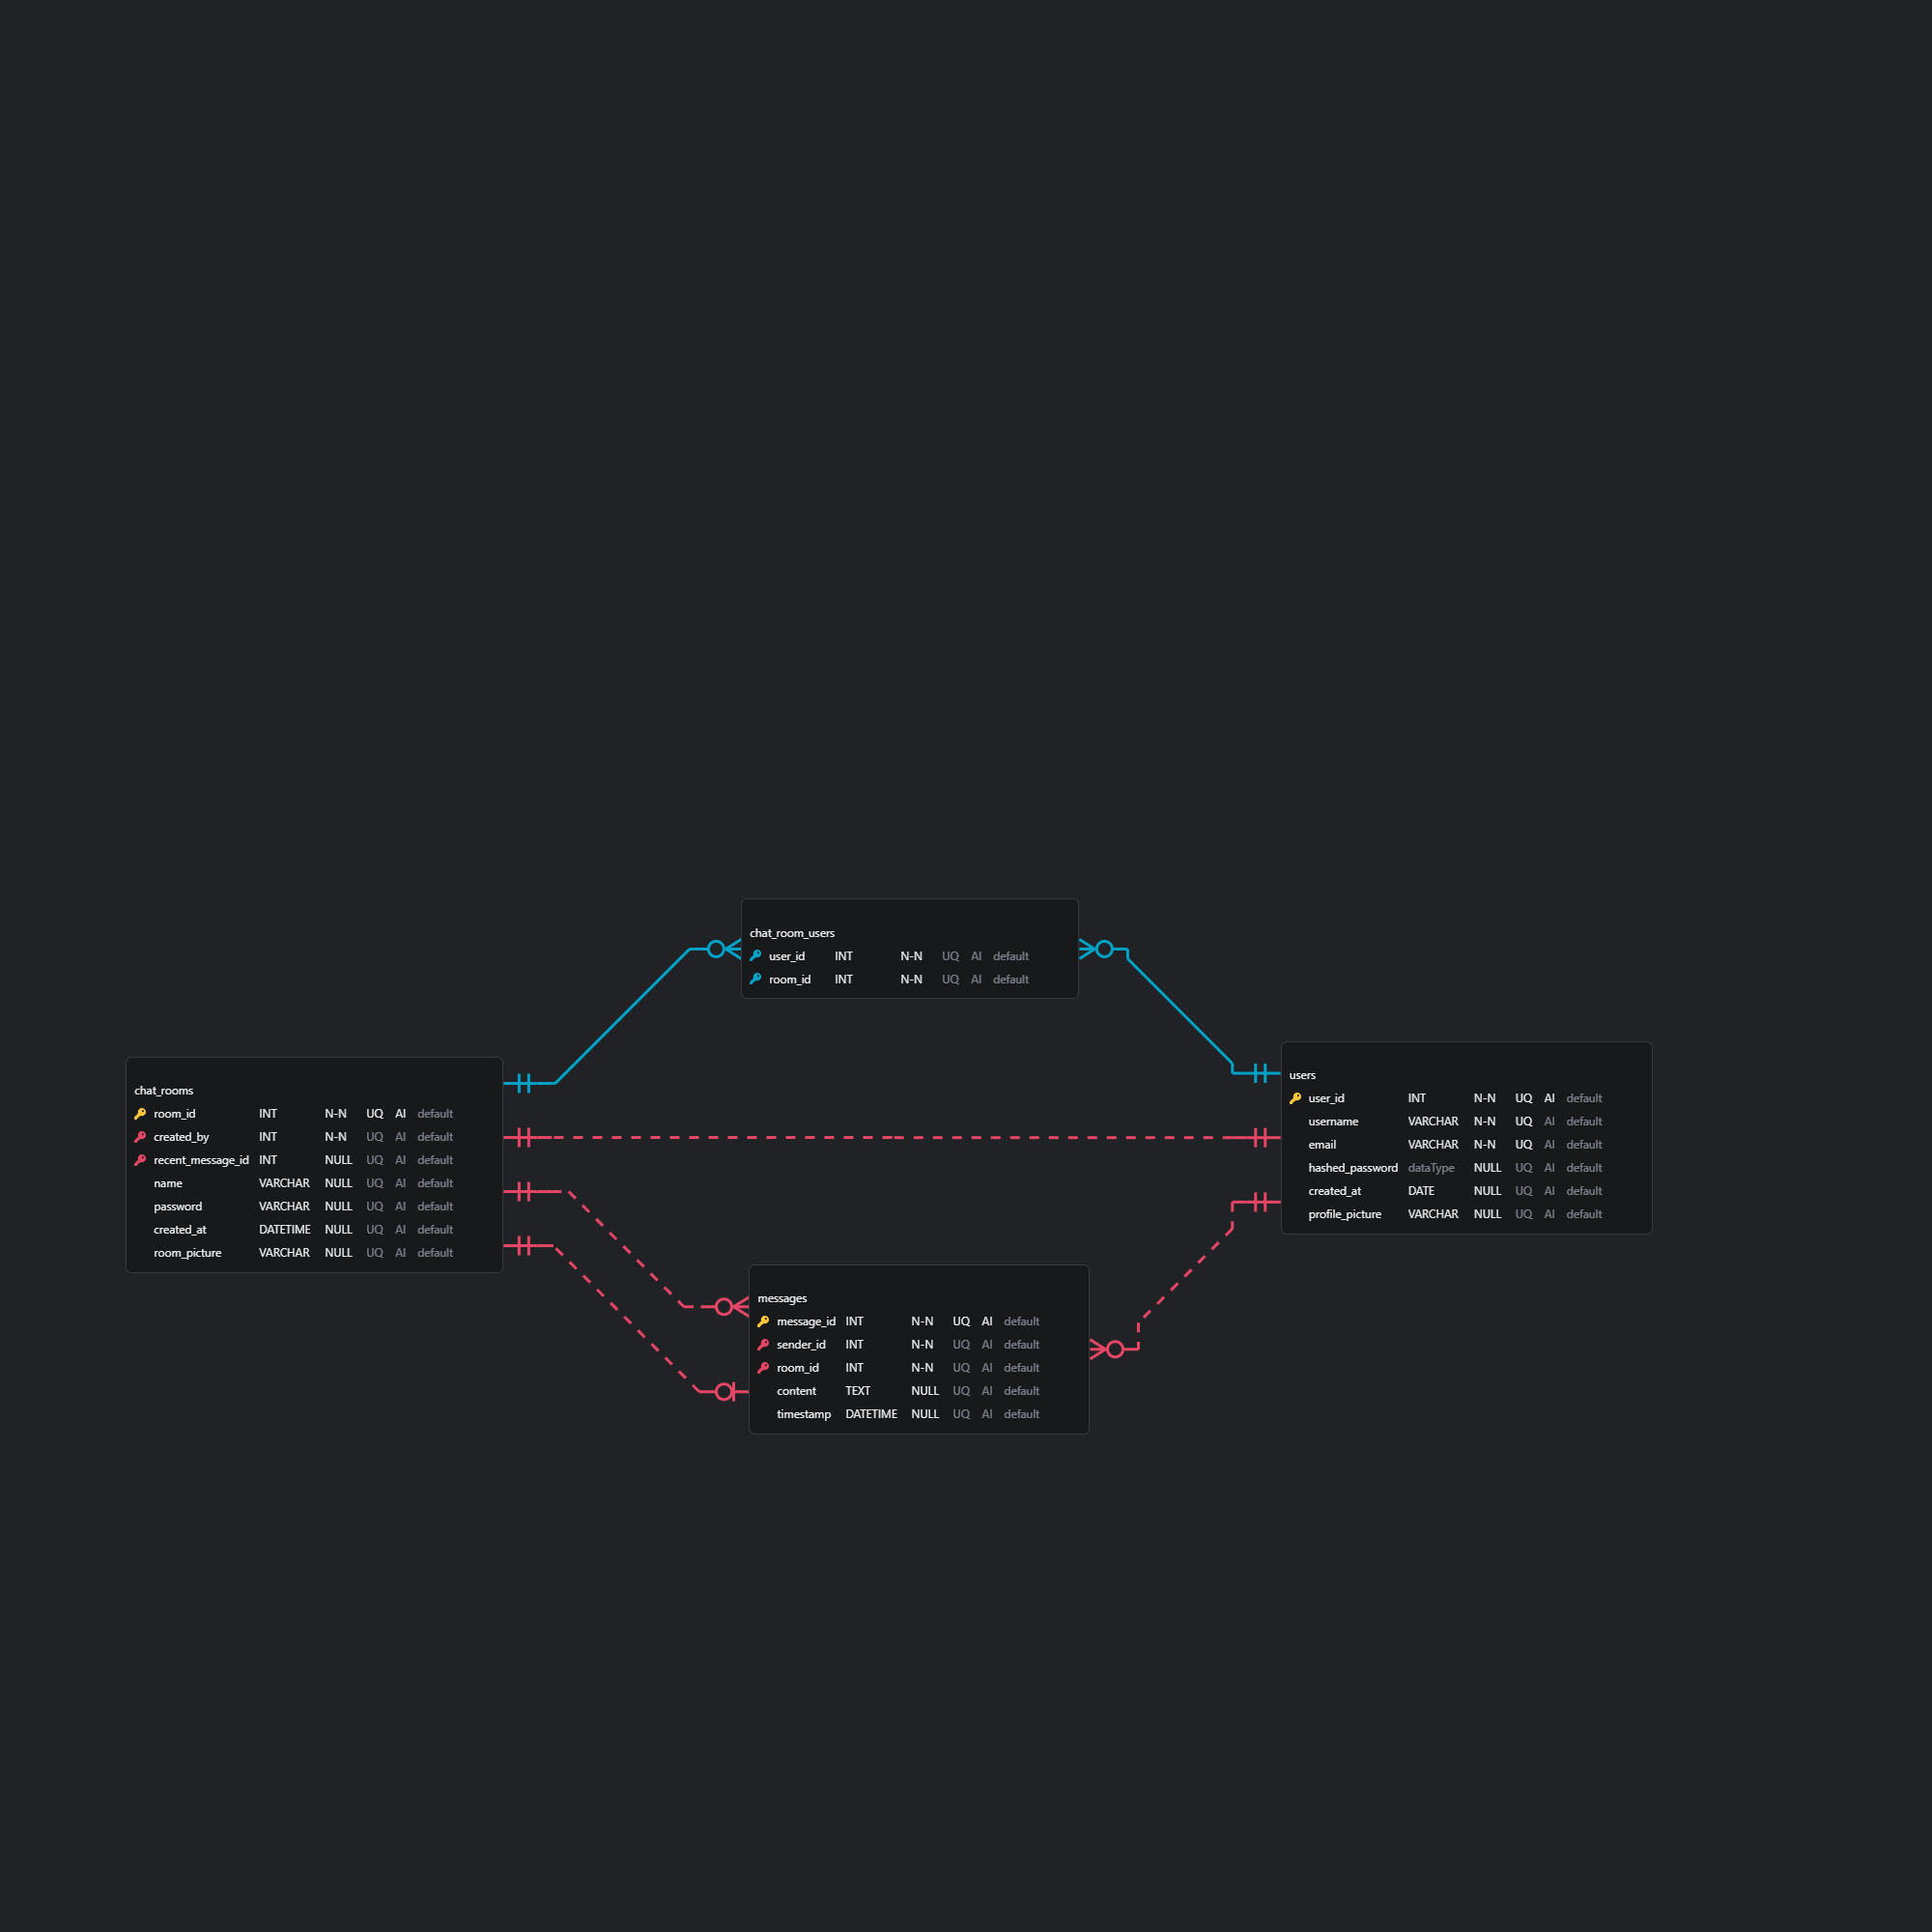 chat_room_users
user_id INT N-N UQ AI default
room_id INT N-N UQ AI default
chat_rooms
room_id INT N-N UQ AI default
created_by INT N-N UQ AI default
recent_message_id INT NULL UQ AI default
name VARCHAR NULL UQ AI default
password VARCHAR NULL UQ AI default
created_at DATETIME NULL UQ AI default
room_picture VARCHAR NULL UQ AI default
users
user_id INT N-N UQ AI default
username VARCHAR N-N UQ AI default
email VARCHAR N-N UQ AI default
hashed_password dataType NULL UQ AI default
created_at DATE NULL UQ AI default
profile_picture VARCHAR NULL UQ AI default
messages
message_id INT N-N UQ AI default
sender_id INT N-N UQ AI default
room_id INT N-N UQ AI default
content TEXT NULL UQ AI default
timestamp DATETIME NULL UQ AI default